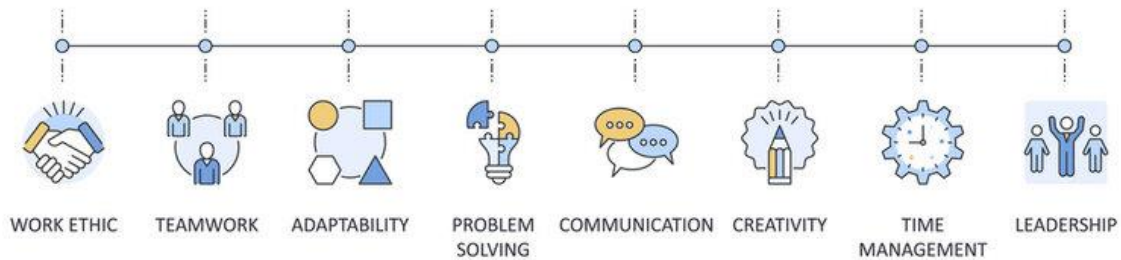 WORK ETHIC
TEAMWORK
ADAPTABILITY
PROBLEM
SOLVING
COMMUNICATION
CREATIVITY
TIME
MANAGEMENT
LEADERSHIP